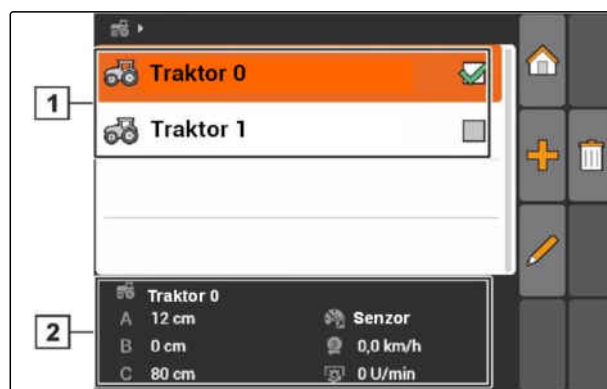 Traktor 0
1
Traktor 1
2
Traktor 0
A 12 cm Senzor
B 0 cm 0,0 km/h
C 80 cm 0 U/min